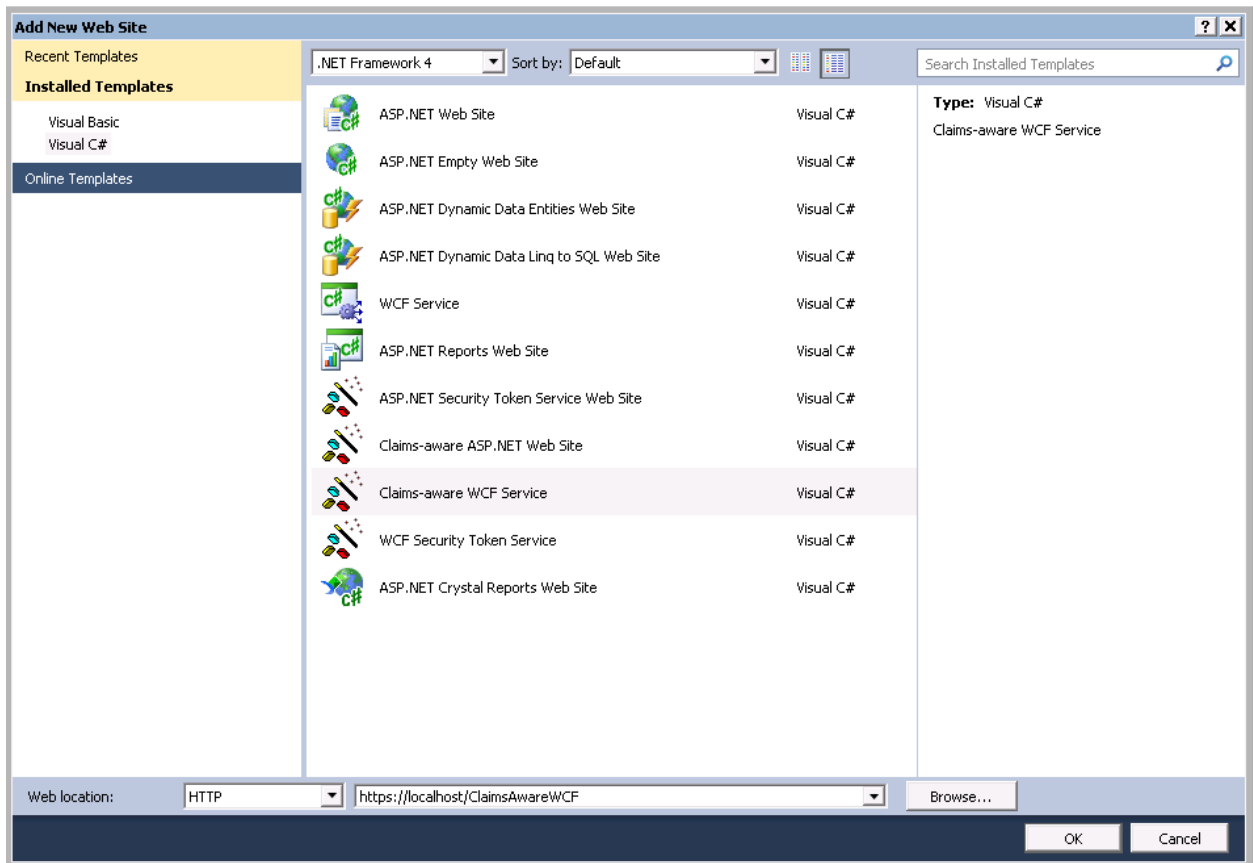 Add New Web Site
Recent Templates
Installed Templates
Visual Basic
Visual C#
Online Templates
.NET Framework 4 Sort by: Default
ASP.NET Web Site Visual C#
ASP.NET Empty Web Site Visual C#
ASP.NET Dynamic Data Entities Web Site Visual C#
ASP.NET Dynamic Data Linq to SQL Web Site Visual C#
WCF Service Visual C#
ASP.NET Reports Web Site Visual C#
ASP.NET Security Token Service Web Site Visual C#
Claims-aware ASP.NET Web Site Visual C#
Claims-aware WCF Service Visual C#
WCF Security Token Service Visual C#
ASP.NET Crystal Reports Web Site Visual C#
Search Installed Templates
Type: Visual C#
Claims-aware WCF Service
Web location: HTTP https://localhost/ClaimsAwareWCF Browse...
OK Cancel